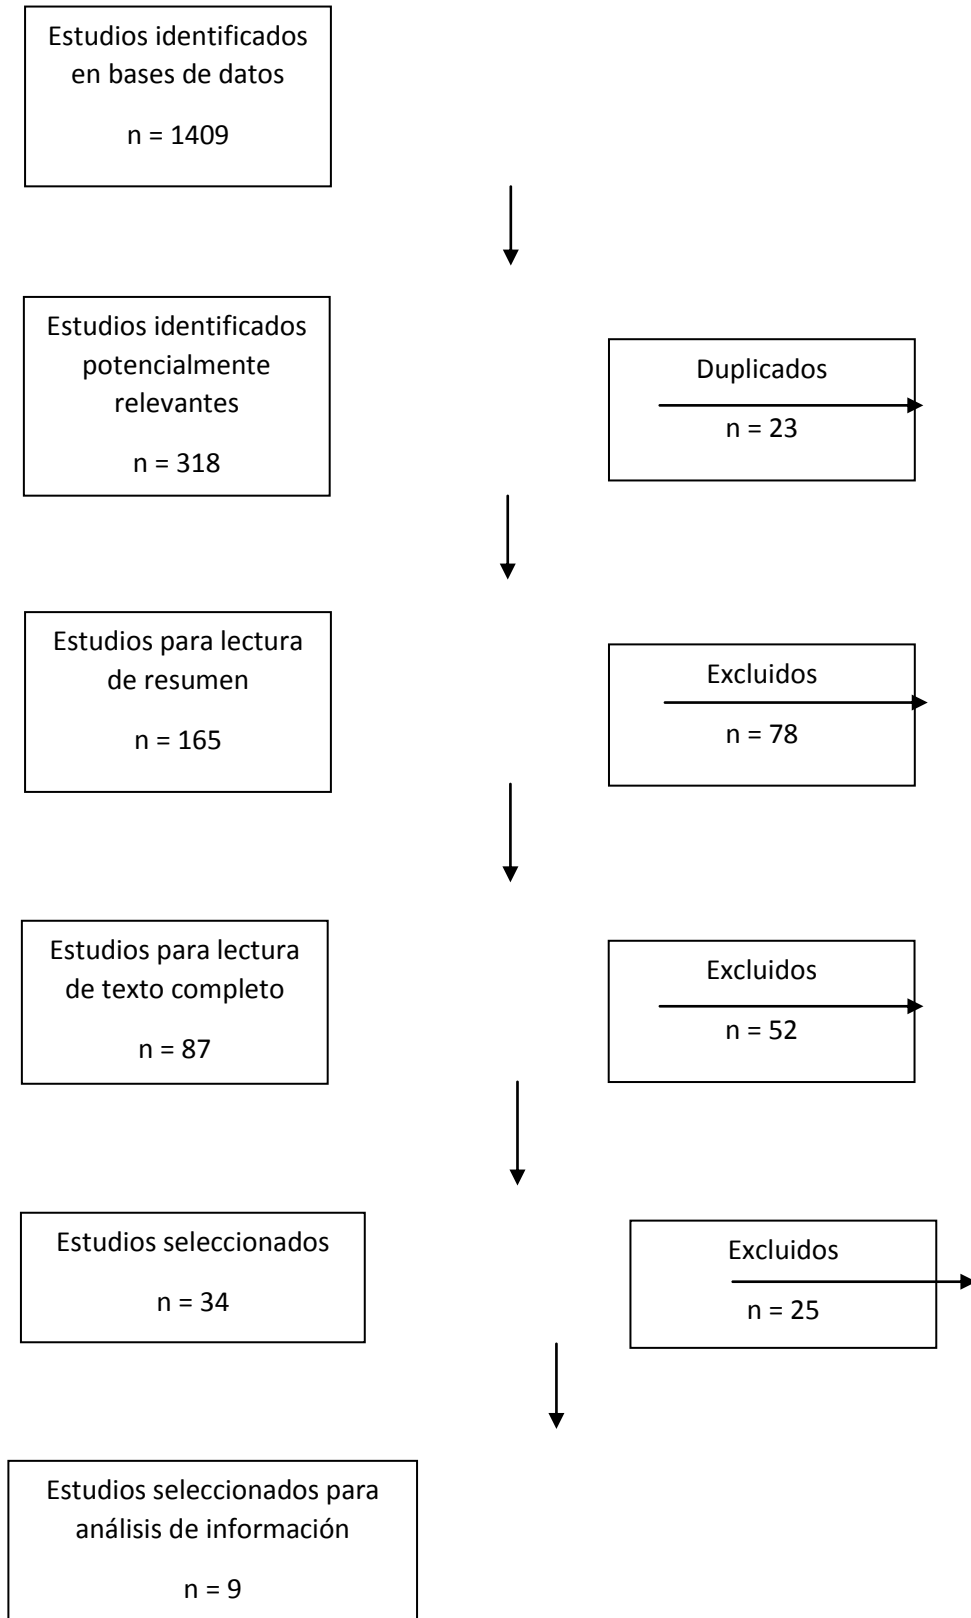 Estudios identificados
en bases de datos
n = 1409
Estudios identificados
potencialmente
relevantes
n = 318
Duplicados
n = 23
Estudios para lectura
de resumen
n = 165
Excluidos
n = 78
Estudios para lectura
de texto completo
n = 87
Excluidos
n = 52
Estudios seleccionados
n = 34
Excluidos
n = 25
Estudios seleccionados para
análisis de información
n = 9